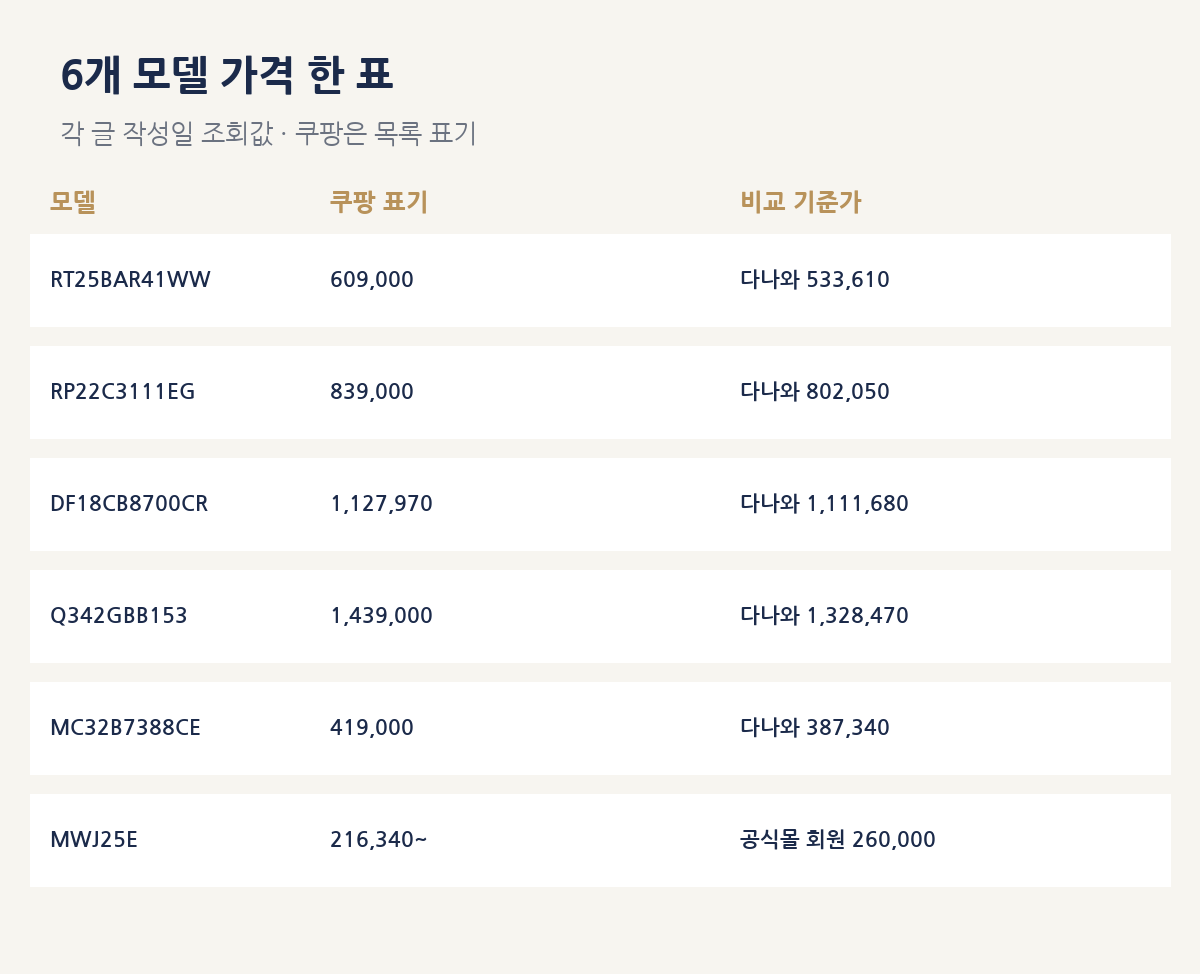 6개 모델 가격 한 표
각 글 작성일 조회값 · 쿠팡은 목록 표기
모델 쿠팡 표기 비교 기준가
RT25BAR41WW 609,000 다나와 533,610
RP22C3111EG 839,000 다나와 802,050
DF18CB8700CR 1,127,970 다나와 1,111,680
Q342GBB153 1,439,000 다나와 1,328,470
MC32B7388CE 419,000 다나와 387,340
MWJ25E 216,340~ 공식몰 회원 260,000